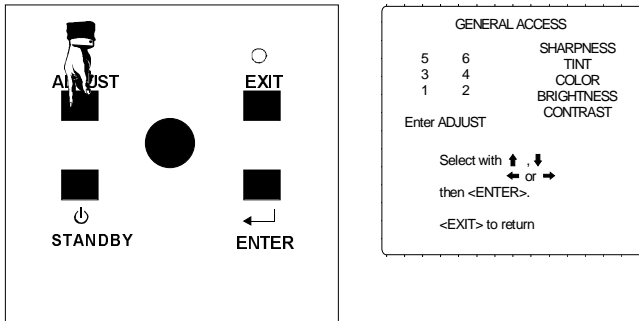 ADJUST
EXIT
STANDBY
ENTER
GENERAL ACCESS
5 6 SHARPNESS
3 4 TINT
1 2 COLOR
BRIGHTNESS
CONTRAST
Enter ADJUST
Select with ⬆ , ⬇
⬅ or ➡
then <ENTER>.
<EXIT> to return